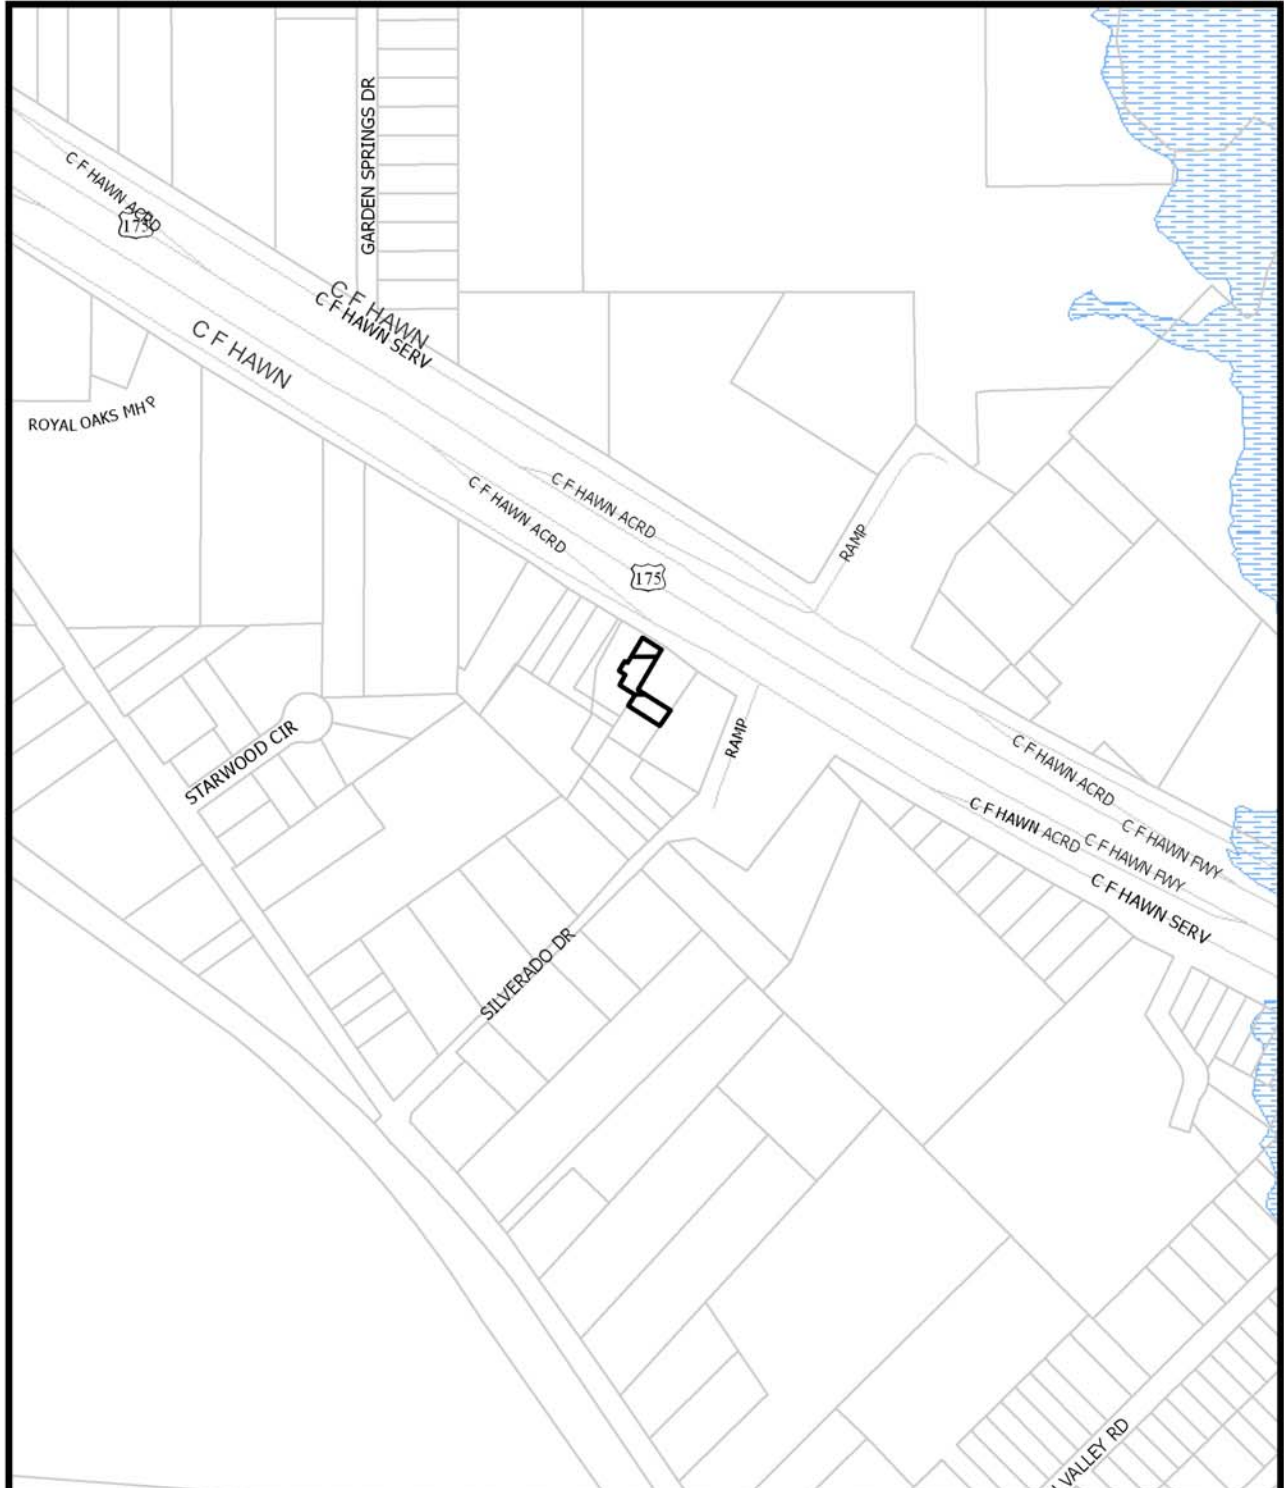 GARDEN SPRINGS DR
C F HAWN ACRD
175
C F HAWN
C F HAWN SERV
C F HAWN
ROYAL OAKS MHP
C F HAWN ACRD
C F HAWN ACRD
RAMP
175
STARWOOD CIR
RAMP
C F HAWN ACRD
C F HAWN ACRD
C F HAWN FWY
C F HAWN FWY
C F HAWN SERV
SILVERADO DR
VALLEY RD